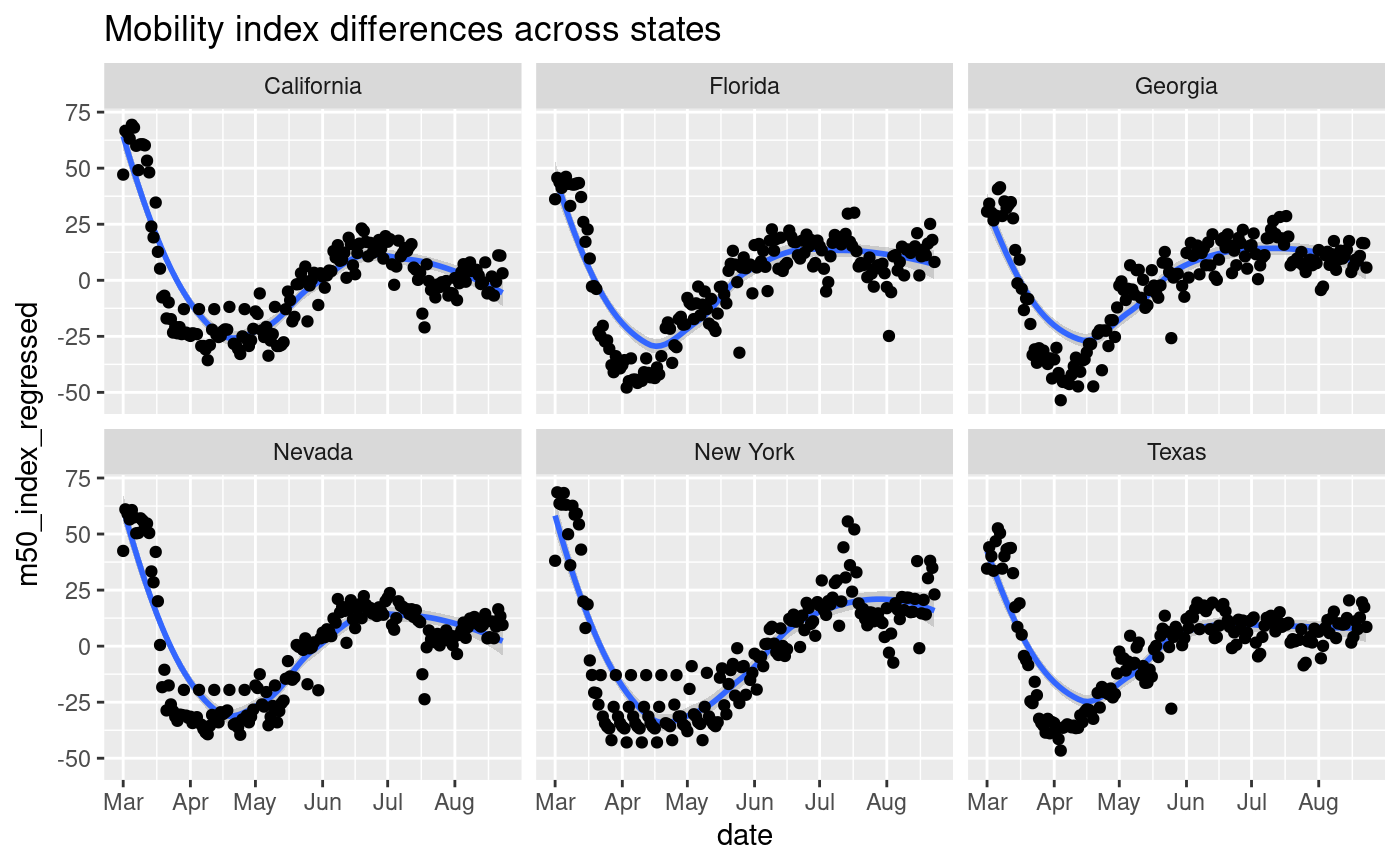 Mobility index differences across states
California Florida Georgia
75
50
25
0
-25
-50
Nevada New York Texas
75
50
25
0
-25
-50
m50_index_regressed
Mar Apr May Jun Jul Aug Mar Apr May Jun Jul Aug Mar Apr May Jun Jul Aug
date